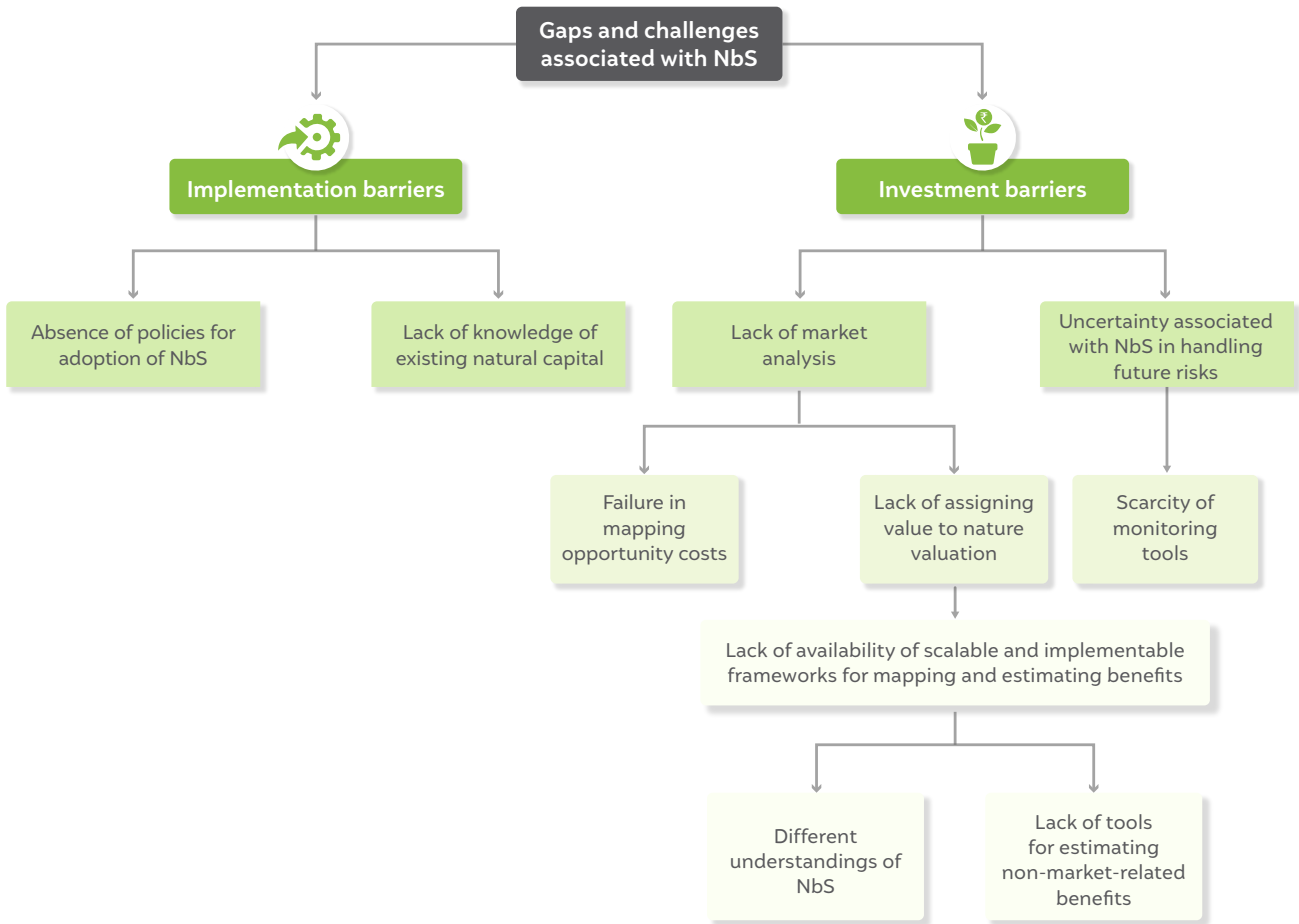 Gaps and challenges
associated with NbS
₹
Implementation barriers
Investment barriers
Absence of policies for
adoption of NbS
Lack of knowledge of
existing natural capital
Lack of market
analysis
Uncertainty associated
with NbS in handling
future risks
Failure in
mapping
opportunity costs
Lack of assigning
value to nature
valuation
Scarcity of
monitoring
tools
Lack of availability of scalable and implementable
frameworks for mapping and estimating benefits
Different
understandings of
NbS
Lack of tools
for estimating
non-market-related
benefits